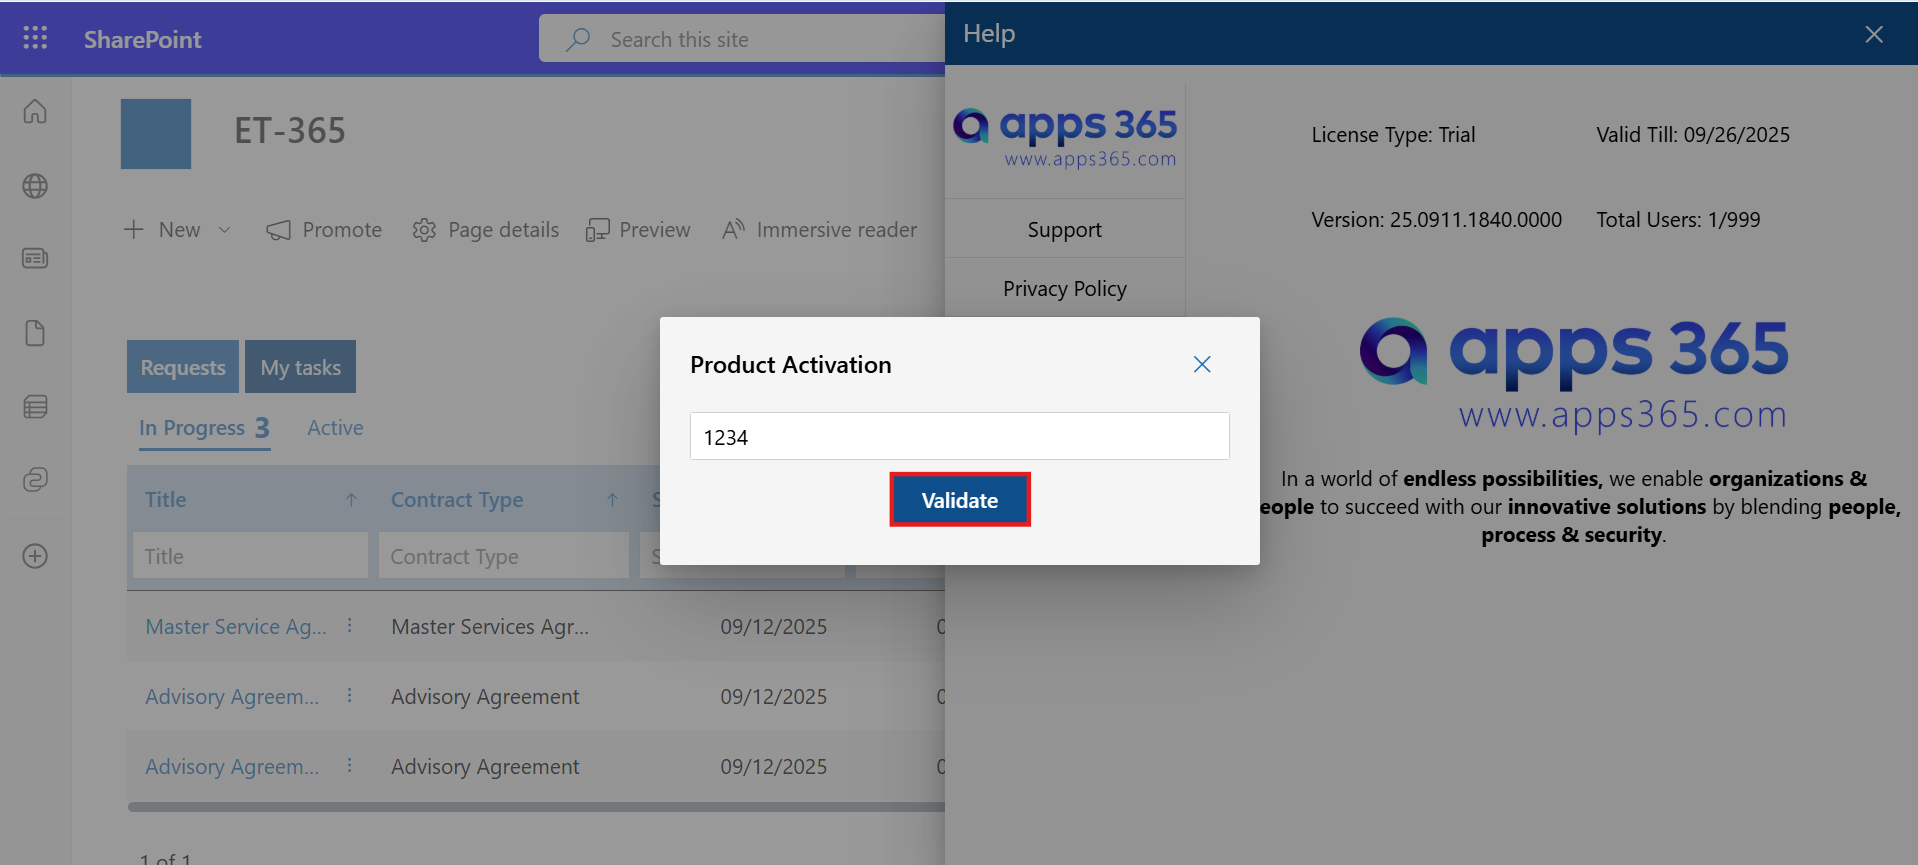 SharePoint
Search this site
Help
ET-365
apps 365
www.apps365.com
License Type: Trial
Valid Till: 09/26/2025
Version: 25.0911.1840.0000
Total Users: 1/999
New
Promote
Page details
Preview
Immersive reader
Support
Privacy Policy
apps 365
www.apps365.com
In a world of endless possibilities, we enable organizations &
eople to succeed with our innovative solutions by blending people,
process & security.
Requests
My tasks
In Progress 3
Active
Product Activation
1234
Validate
Title
Contract Type
S
Title
Contract Type
S
Master Service Ag...
Master Services Agr...
09/12/2025
0
Advisory Agreem...
Advisory Agreement
09/12/2025
0
Advisory Agreem...
Advisory Agreement
09/12/2025
0
1 of 1